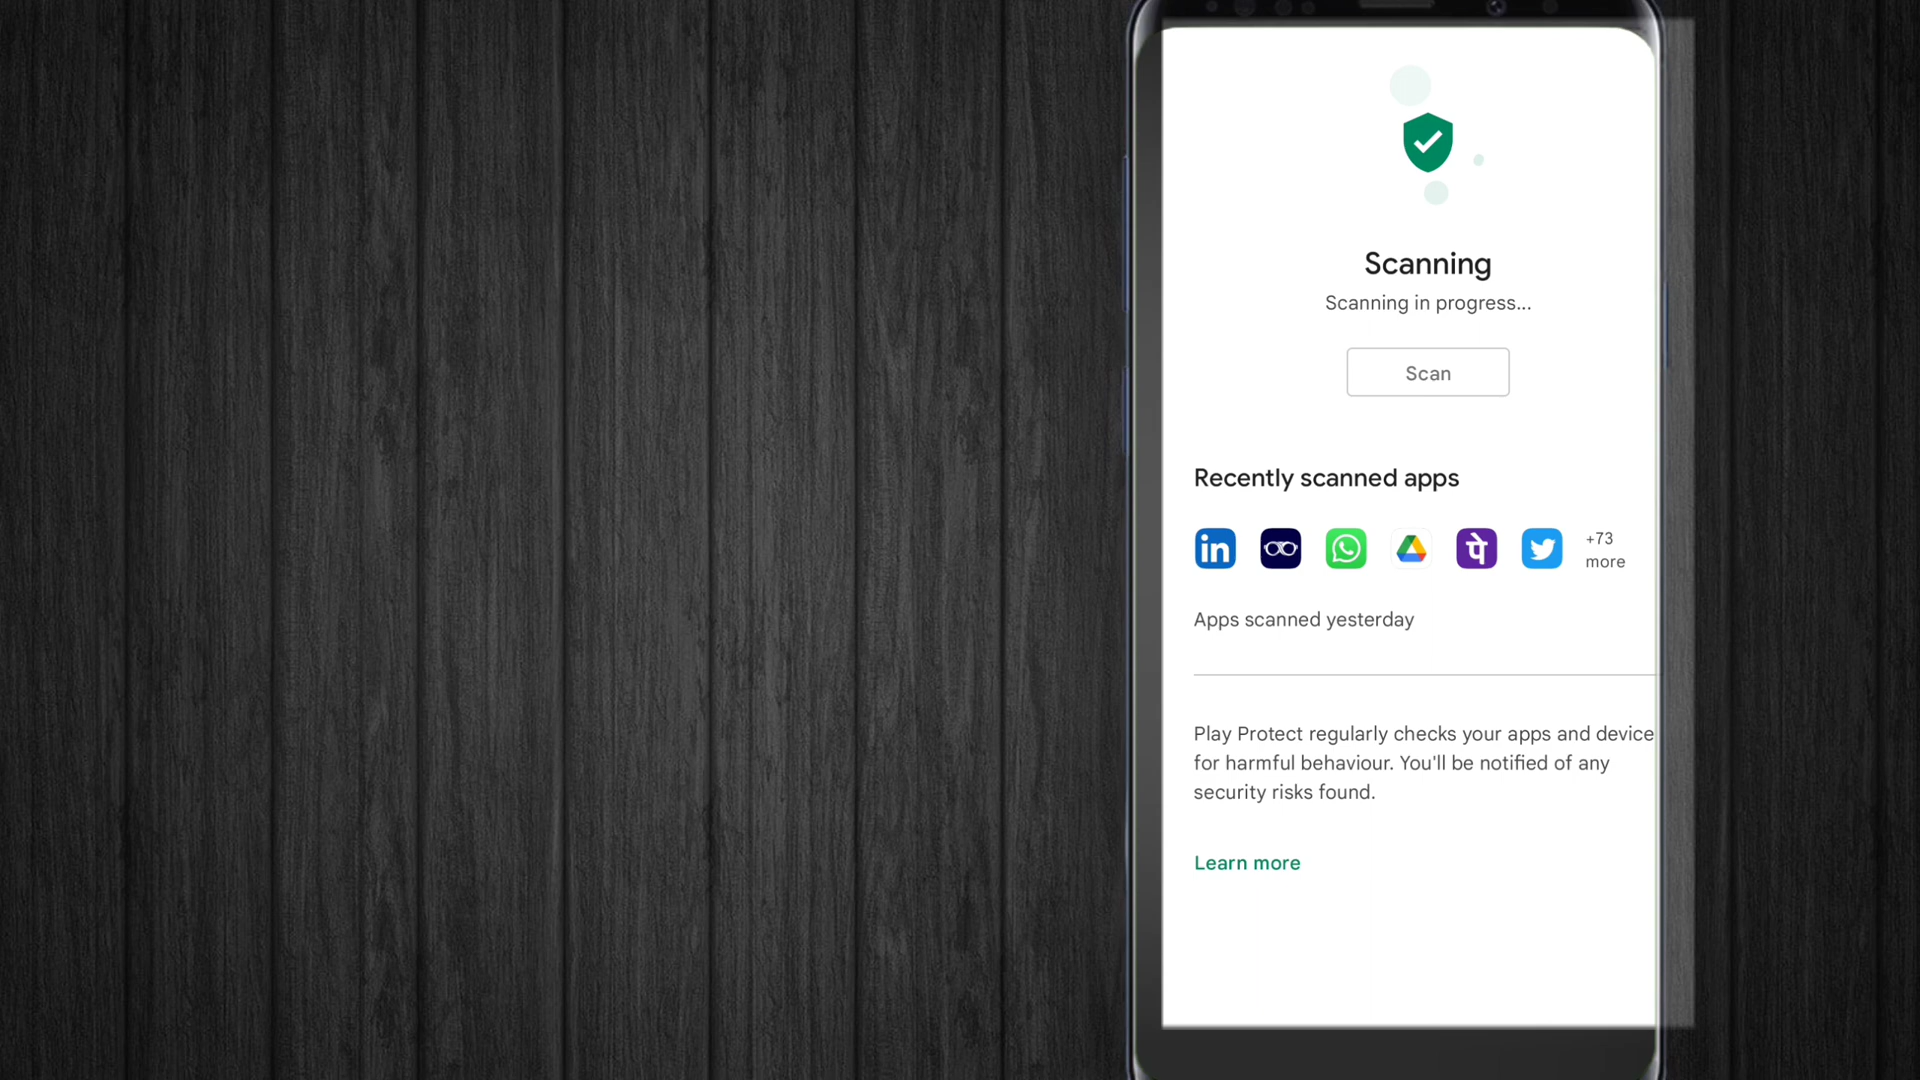 Scanning
Scanning in progress...
Scan
Recently scanned apps
in
पे
+73
more
Apps scanned yesterday
Play Protect regularly checks your apps and device
for harmful behaviour. You'll be notified of any
security risks found.
Learn more